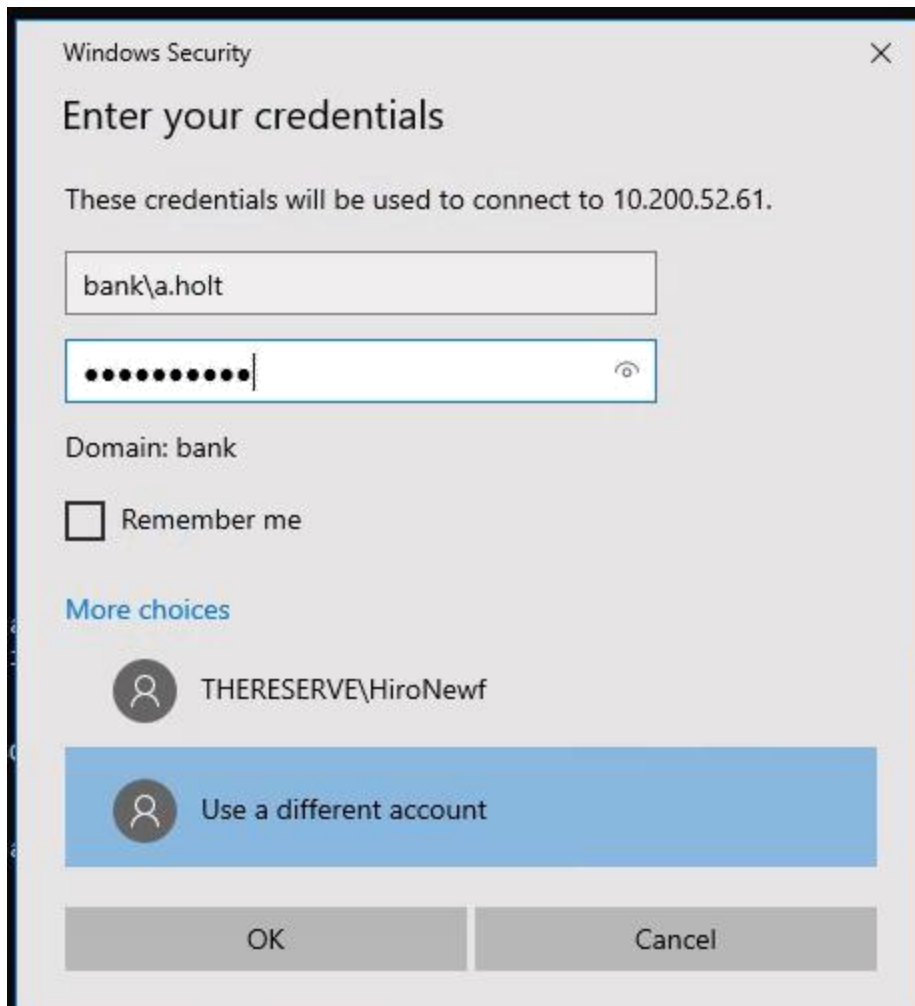 Windows Security
Enter your credentials
These credentials will be used to connect to 10.200.52.61.
bank\a.holt
●●●●●●●●●●
Domain: bank
Remember me
More choices
THERESERVE\HiroNewf
Use a different account
OK
Cancel